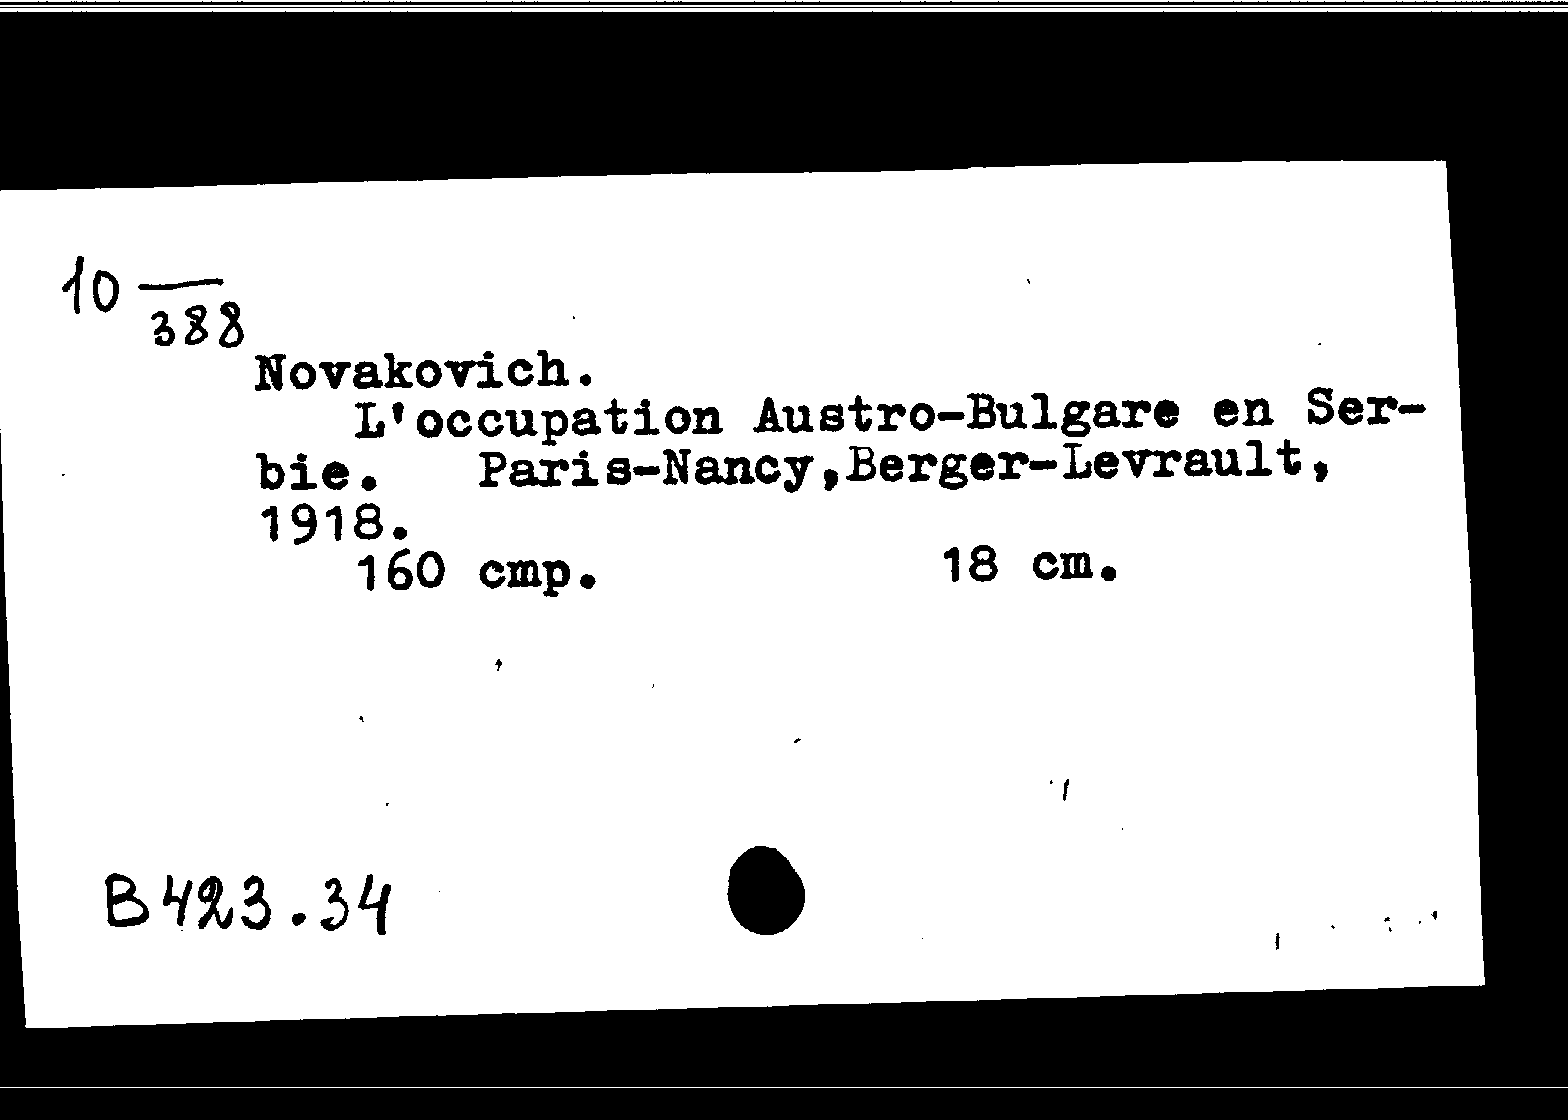 10 —
388
Novakovich.
L'occupation Austro-Bulgare en Ser-
bie. Paris-Nancy,Berger-Levrault,
1918.
160 cmp. 18 cm.
B423.34